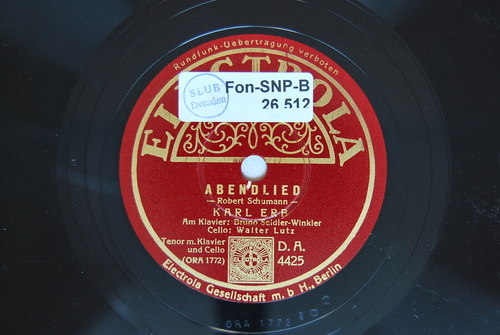 Rundfunk-Uebertragung verboten
ELECTROLA
SLUB
Dresden
Fon-SNP-B
26 512
ABENDLIED
— Robert Schumann —
KARL ERB
Am Klavier: Bruno Seidler-Winkler
Cello: Walter Lutz
Tenor m. Klavier
und Cello
(ORA 1772)
D. A.
4425
Electrola Gesellschaft m. b H., Berlin
ORA 1772